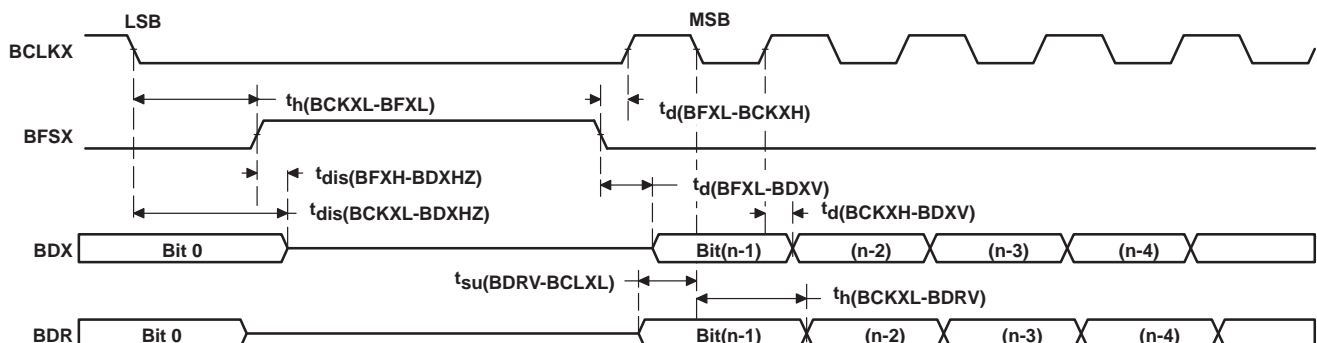 LSB MSB
BCLKX
th(BCKXL-BFXL)
td(BFXL-BCKXH)
BFSX
tdis(BFXH-BDXHZ)
td(BFXL-BDXV)
tdis(BCKXL-BDXHZ)
td(BCKXH-BDXV)
BDX Bit 0 Bit(n-1) (n-2) (n-3) (n-4)
tsu(BDRV-BCLXL)
th(BCKXL-BDRV)
BDR Bit 0 Bit(n-1) (n-2) (n-3) (n-4)